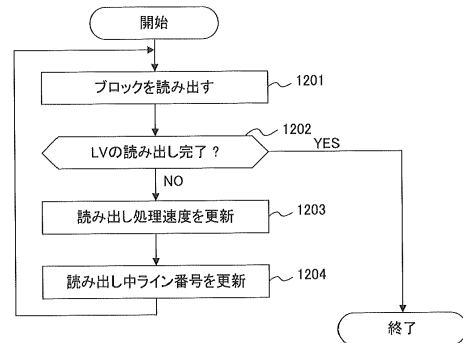 開始
ブロックを読み出す
1201
1202
LVの読み出し完了？
YES
NO
読み出し処理速度を更新
1203
読み出し中ライン番号を更新
1204
終了